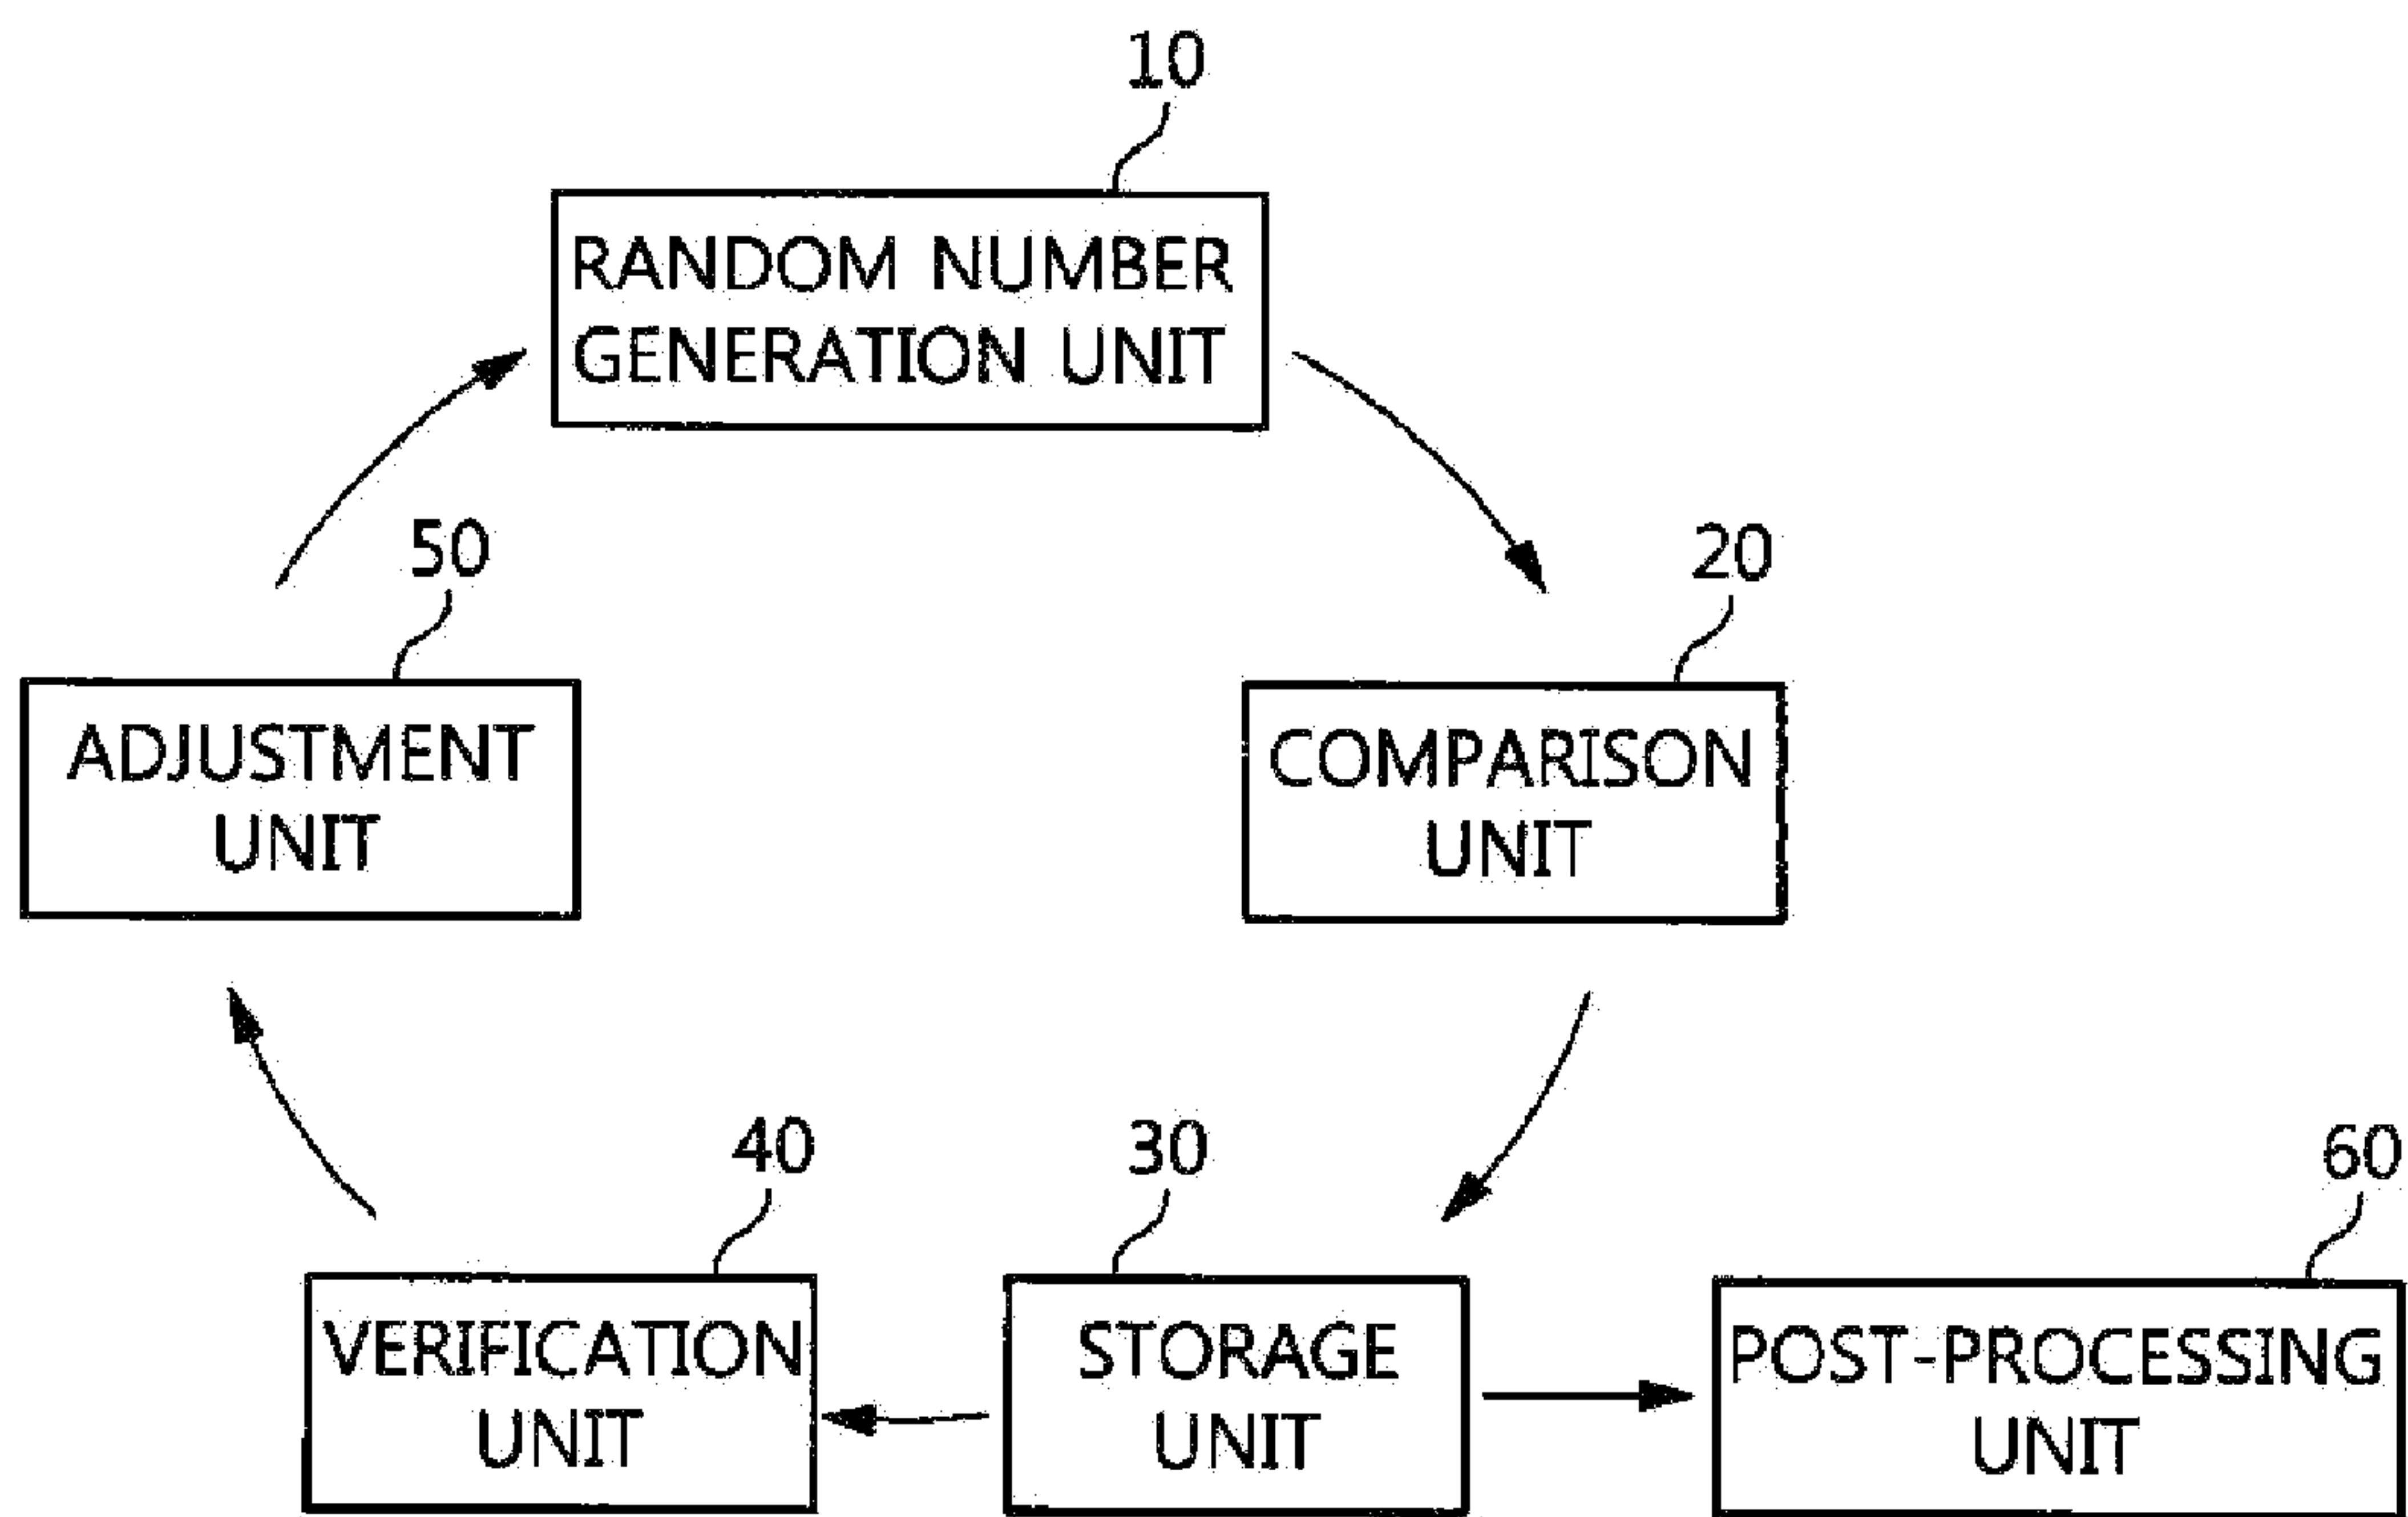 10
RANDOM NUMBER
GENERATION UNIT
50
20
ADJUSTMENT
UNIT
COMPARISON
UNIT
40
30
60
VERIFICATION
UNIT
STORAGE
UNIT
POST-PROCESSING
UNIT